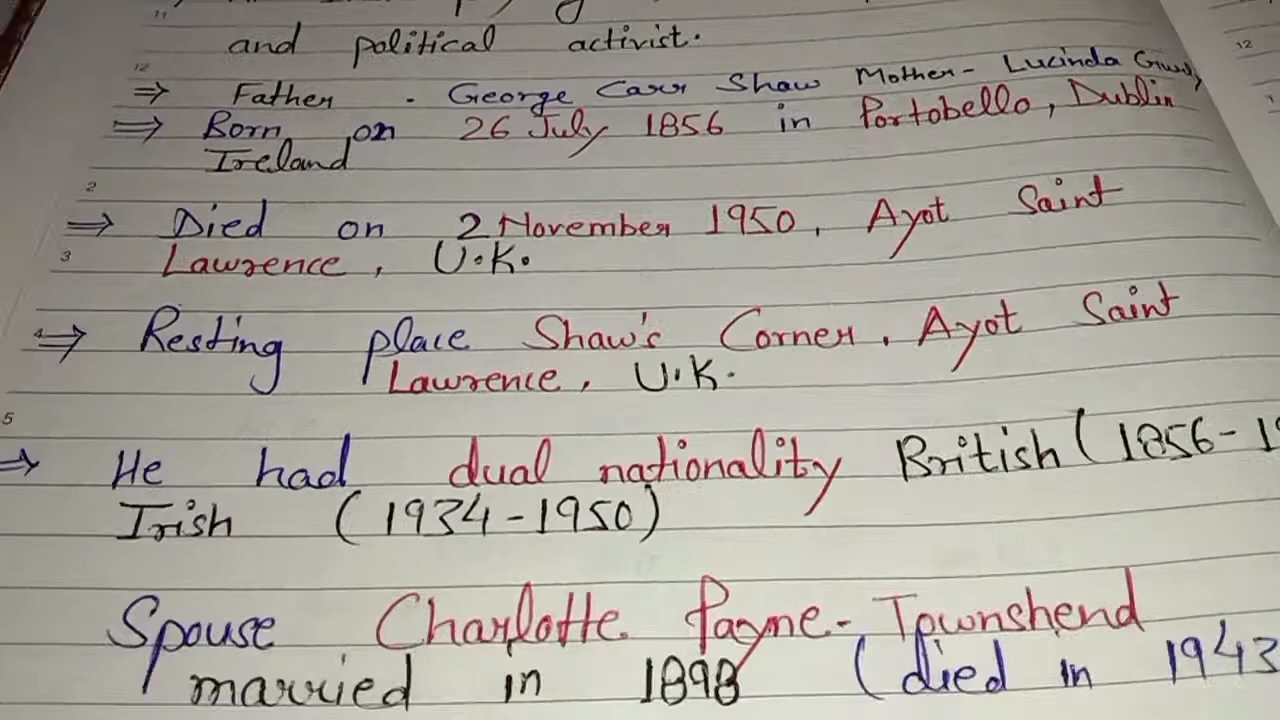 and political activist.
⇒ Father - George Carr Shaw Mother - Lucinda
⇒ Born on 26 July 1856 in Portobello, Dublin
Ireland
⇒ Died on 2 November 1950, Ayot Saint
Lawrence, U.K.
⇒ Resting place Shaw's Corner, Ayot Saint
Lawrence, U.K.
⇒ He had dual nationality British (1856-19
Irish (1934-1950)
Spouse Charlotte Payne-Townshend
married in 1898 (died in 1943